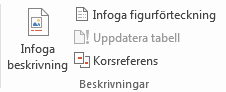 Infoga
beskrivning
Infoga figurförteckning
Uppdatera tabell
Korsreferens
Beskrivningar